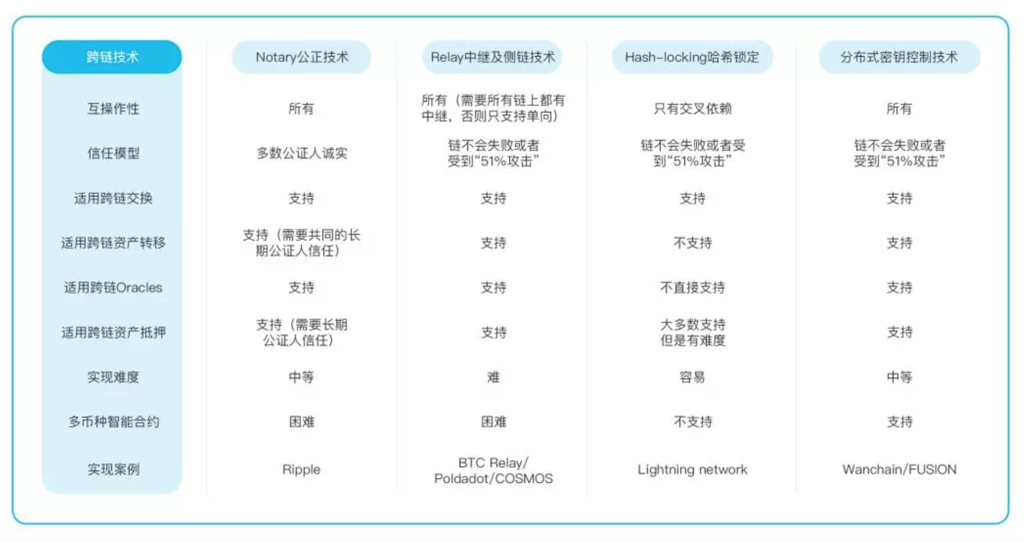 跨链技术 Notary公正技术 Relay中继及侧链技术 Hash-locking哈希锁定 分布式密钥控制技术
互操作性 所有 所有（需要所有链上都有 只有交叉依赖 所有
中继，否则只支持单向）
信任模型 多数公证人诚实 链不会失败或者 链不会失败或者受 链不会失败或者
受到“51%攻击” 到“51%攻击” 受到“51%攻击”
适用跨链交换 支持 支持 支持 支持
适用跨链资产转移 支持（需要共同的长 支持 不支持 支持
期公证人信任）
适用跨链Oracles 支持 支持 不直接支持 支持
适用跨链资产抵押 支持（需要长期 支持 大多数支持 支持
公证人信任） 但是有难度
实现难度 中等 难 容易 中等
多币种智能合约 困难 困难 不支持 支持
实现案例 Ripple BTC Relay/ Lightning network Wanchain/FUSION
Poldadot/COSMOS